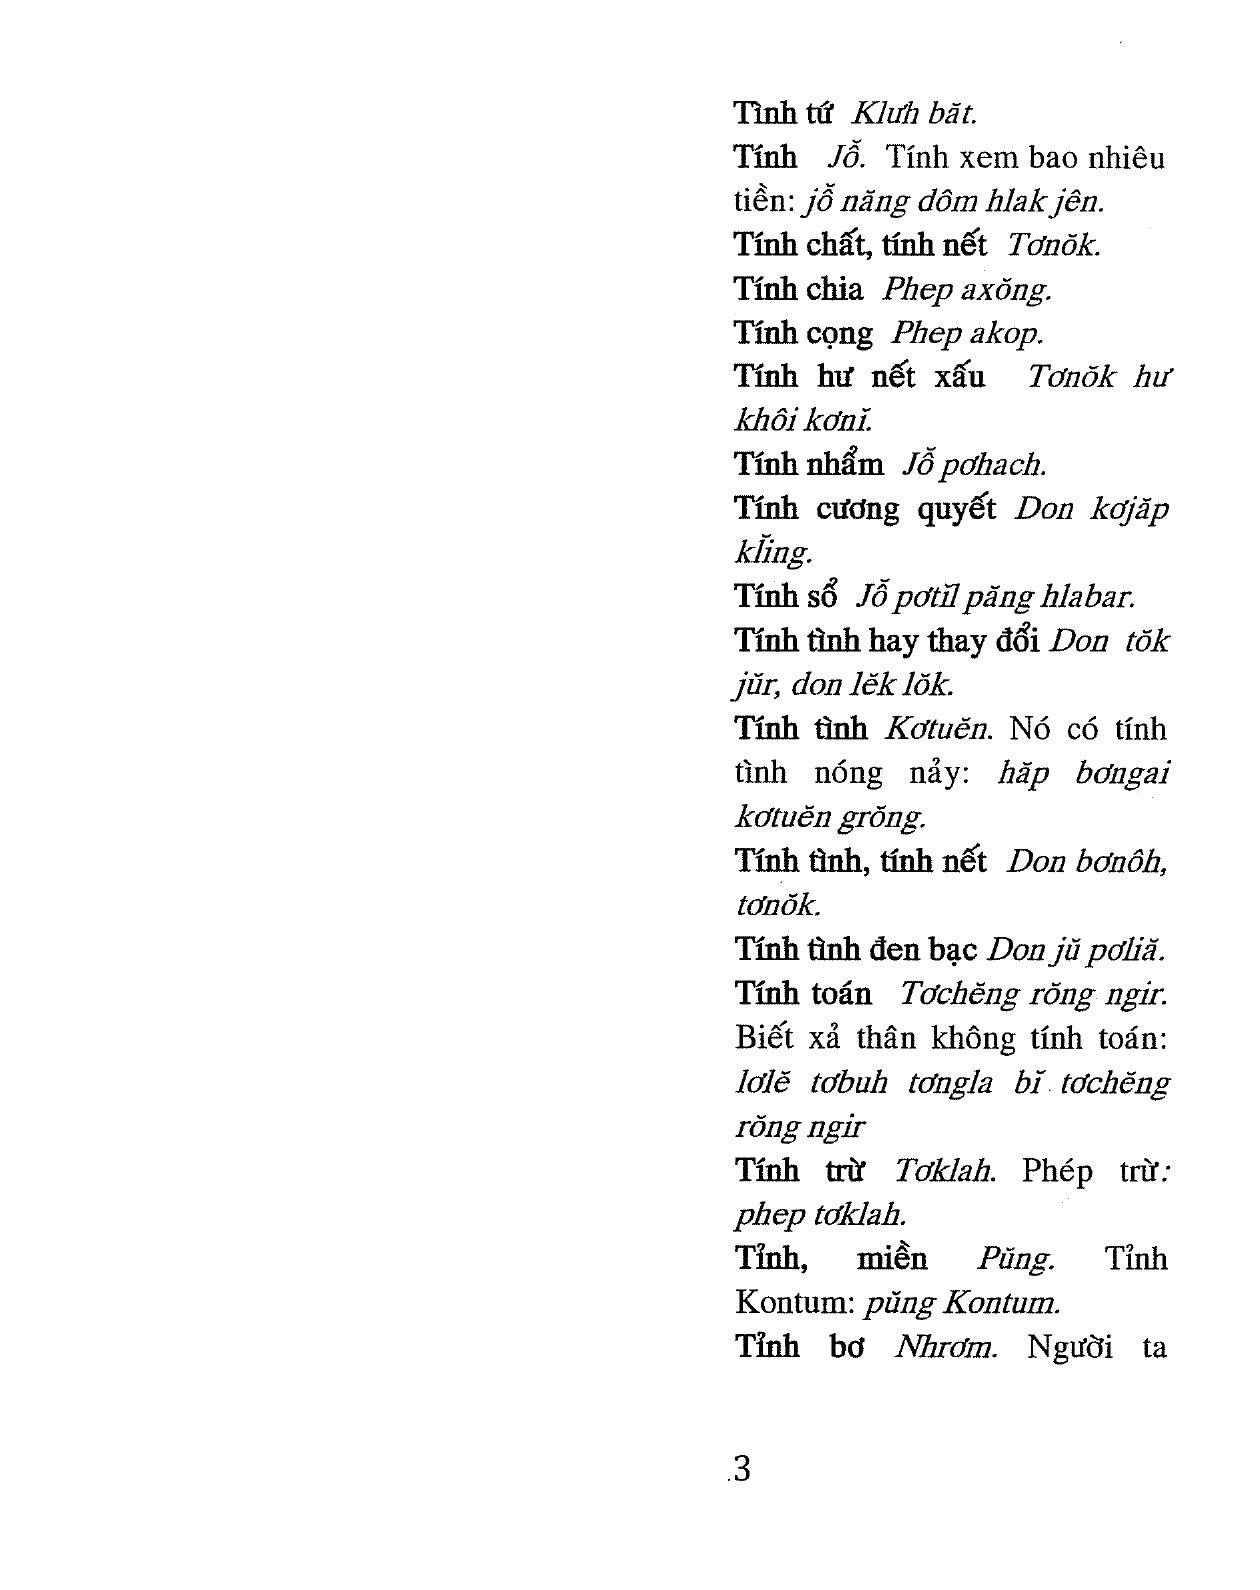 Tình tứ Klưh băt.
Tính Jỗ. Tính xem bao nhiêu
tiền: jỗ năng dôm hlak jên.
Tính chất, tính nết Tơnŏk.
Tính chia Phep axŏng.
Tính cọng Phep akop.
Tính hư nết xấu Tơnŏk hư
khôi kơnĭ.
Tính nhẩm Jỗ pơhach.
Tính cương quyết Don kơjăp
kl̆ing.
Tính sổ Jỗ pơtĭl păng hlabar.
Tính tình hay thay đổi Don tŏk
jŭr, don lĕk lŏk.
Tính tình Kơtuĕn. Nó có tính
tình nóng nảy: hăp bơngai
kơtuĕn grŏng.
Tính tình, tính nết Don bơnôh,
tơnŏk.
Tính tình đen bạc Don jŭ pơliă.
Tính toán Tơchĕng rŏng ngir.
Biết xả thân không tính toán:
lơlĕ tơbuh tơngla bĭ tơchĕng
rŏng ngir
Tính trừ Tơklah. Phép trừ:
phep tơklah.
Tỉnh, miền Pŭng. Tỉnh
Kontum: pŭng Kontum.
Tỉnh bơ Nhrơm. Người ta
3